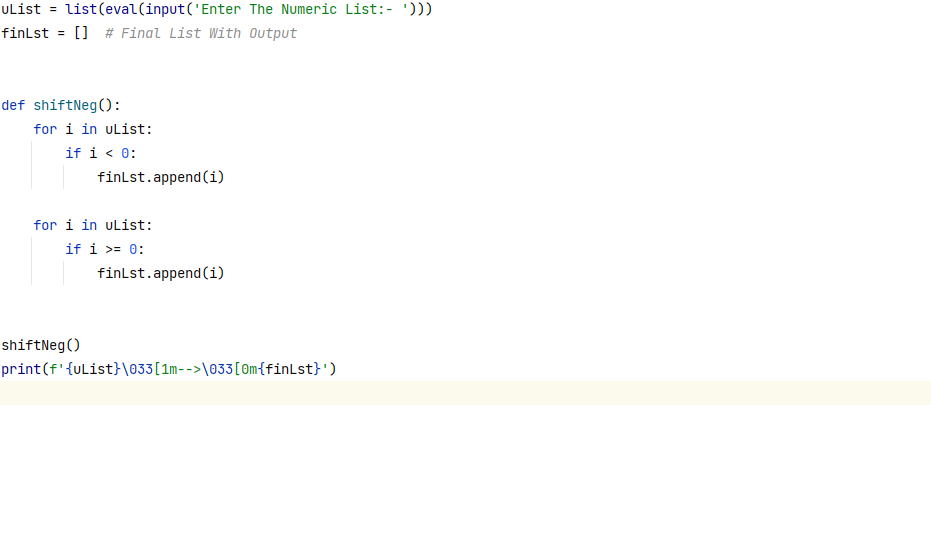 uList = list(eval(input('Enter The Numeric List:- ')))
finLst = []  # Final List With Output
def shiftNeg():
    for i in uList:
        if i < 0:
            finLst.append(i)
    for i in uList:
        if i >= 0:
            finLst.append(i)
shiftNeg()
print(f'{uList}\033[1m-->\033[0m{finLst}')